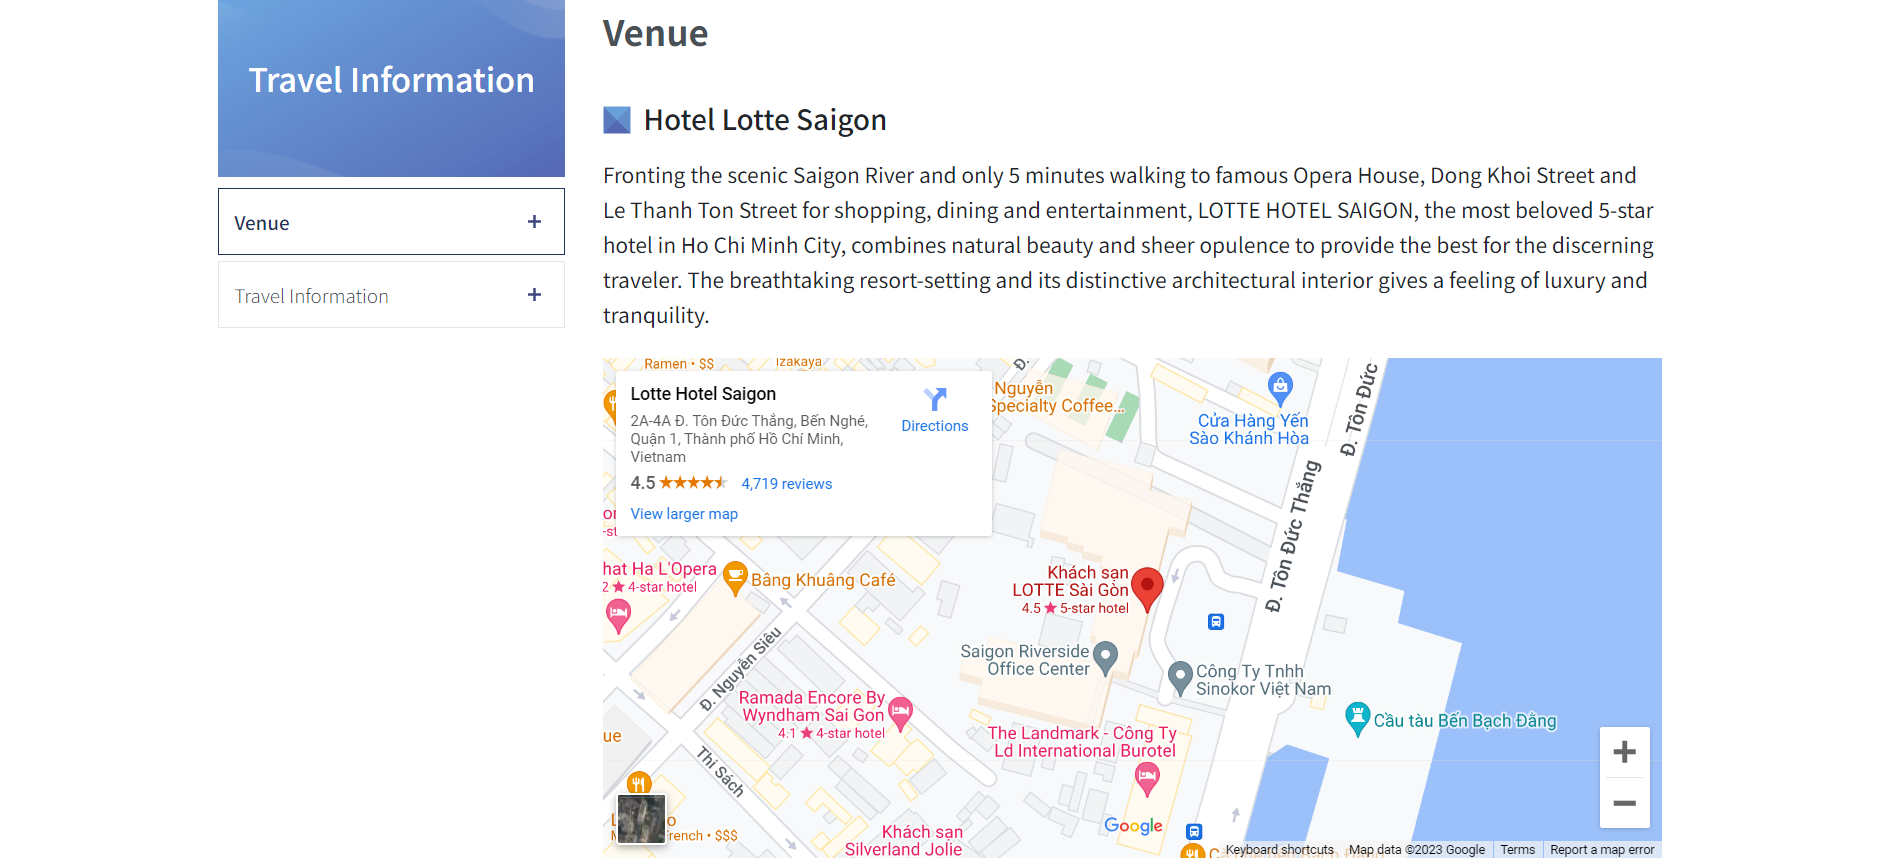 Travel Information
Venue
Travel Information
Venue
Hotel Lotte Saigon
Fronting the scenic Saigon River and only 5 minutes walking to famous Opera House, Dong Khoi Street and
Le Thanh Ton Street for shopping, dining and entertainment, LOTTE HOTEL SAIGON, the most beloved 5-star
hotel in Ho Chi Minh City, combines natural beauty and sheer opulence to provide the best for the discerning
traveler. The breathtaking resort-setting and its distinctive architectural interior gives a feeling of luxury and
tranquility.
Ramen • $$
Izakaya
Đ.
Lotte Hotel Saigon
2A-4A Đ. Tôn Đức Thắng, Bến Nghé,
Quận 1, Thành phố Hồ Chí Minh,
Vietnam
4.5
4,719 reviews
View larger map
Directions
Nguyễn
Specialty Coffee...
Cửa Hàng Yến
Sào Khánh Hòa
Đ. Tôn Đức
Đ. Tôn Đức Thắng
hat Ha L'Opera
2 ★ 4-star hotel
Bâng Khuâng Café
Khách sạn
LOTTE Sài Gòn
4.5 ★ 5-star hotel
Đ. Nguyễn Siêu
Saigon Riverside
Office Center
Công Ty Tnhh
Sinokor Việt Nam
Ramada Encore By
Wyndham Sai Gon
4.1 ★ 4-star hotel
The Landmark - Công Ty
Ld International Burotel
Cầu tàu Bến Bạch Đằng
ue
Thi Sách
rench • $$$
Khách sạn
Silverland Jolie
Google
Keyboard shortcuts
Map data ©2023 Google
Terms
Report a map error